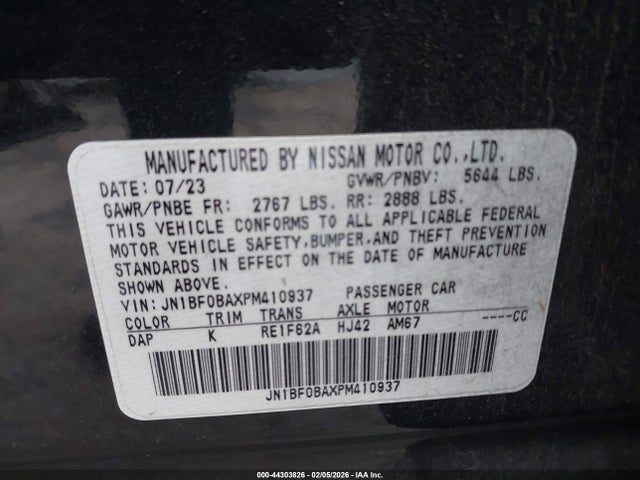 MANUFACTURED BY NISSAN MOTOR CO.,LTD.
DATE: 07/23 GVWR/PNBV: 5644 LBS.
GAWR/PNBE FR: 2767 LBS. RR: 2888 LBS.
THIS VEHICLE CONFORMS TO ALL APPLICABLE FEDERAL
MOTOR VEHICLE SAFETY, BUMPER, AND THEFT PREVENTION
STANDARDS IN EFFECT ON THE DATE OF MANUFACTURE
SHOWN ABOVE.
VIN: JN1BF0BAXPM410937 PASSENGER CAR
COLOR TRIM TRANS AXLE MOTOR
DAP K RE1F62A HJ42 AM67 ----CC
JN1BF0BAXPM410937
000-44303826 - 02/05/2026 - IAA Inc.